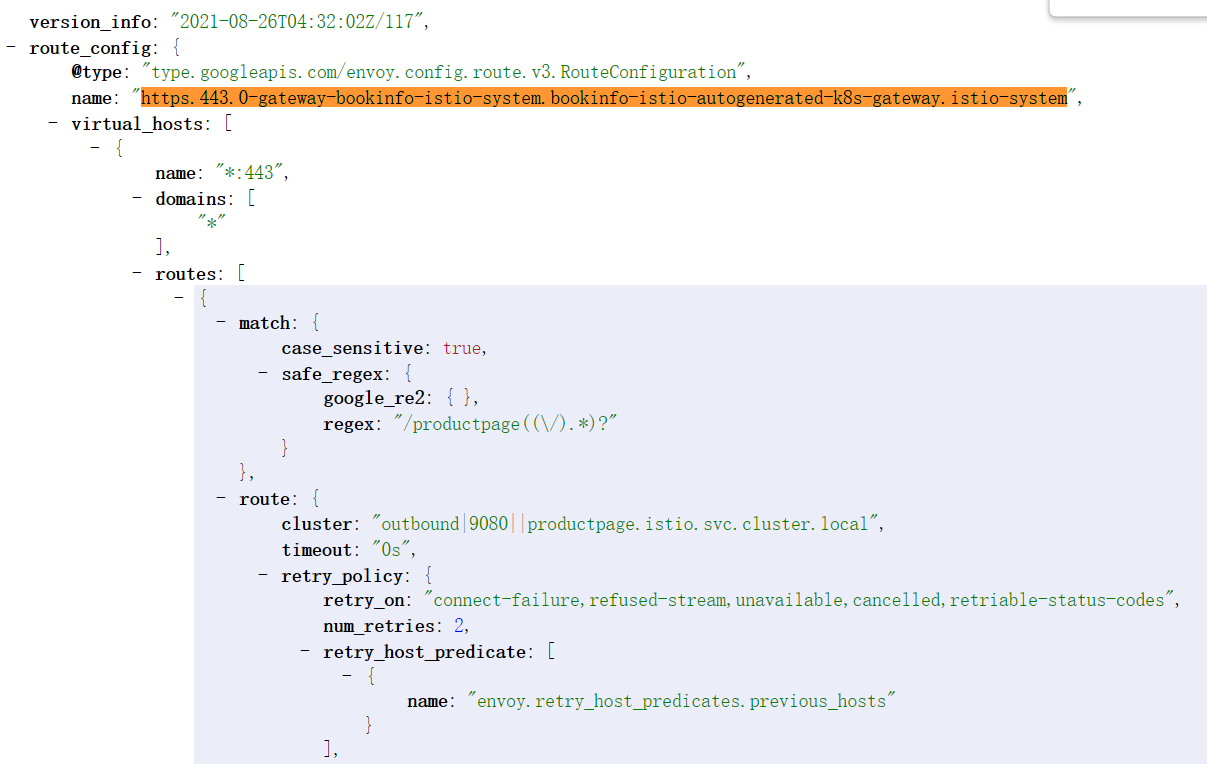 version_info: "2021-08-26T04:32:02Z/117",
- route_config: {
@type: "type.googleapis.com/envoy.config.route.v3.RouteConfiguration",
name: "https.443.0-gateway-bookinfo-istio-system.bookinfo-istio-autogenerated-k8s-gateway.istio-system",
- virtual_hosts: [
- {
name: "*:443",
- domains: [
"*"
],
- routes: [
- {
- match: {
case_sensitive: true,
- safe_regex: {
google_re2: { },
regex: "/productpage((\/).*)?"
}
},
- route: {
cluster: "outbound|9080||productpage.istio.svc.cluster.local",
timeout: "0s",
- retry_policy: {
retry_on: "connect-failure,refused-stream,unavailable,cancelled,retriable-status-codes",
num_retries: 2,
- retry_host_predicate: [
- {
name: "envoy.retry_host_predicates.previous_hosts"
}
],